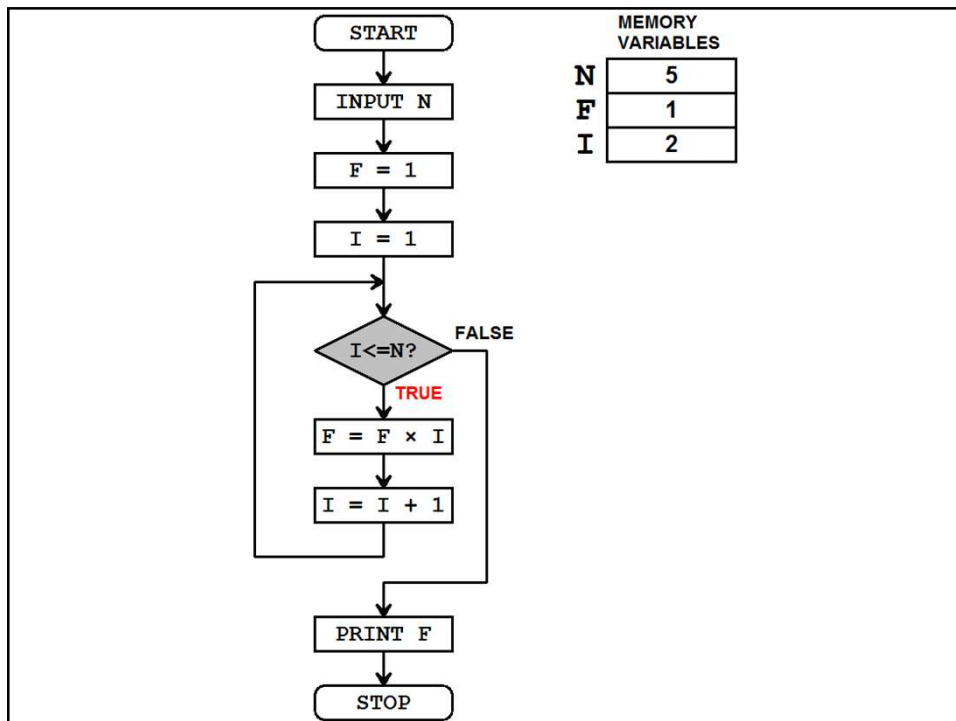 START
INPUT N
F = 1
I = 1
I<=N?
FALSE
TRUE
F = F × I
I = I + 1
PRINT F
STOP
MEMORY
VARIABLES
N 5
F 1
I 2